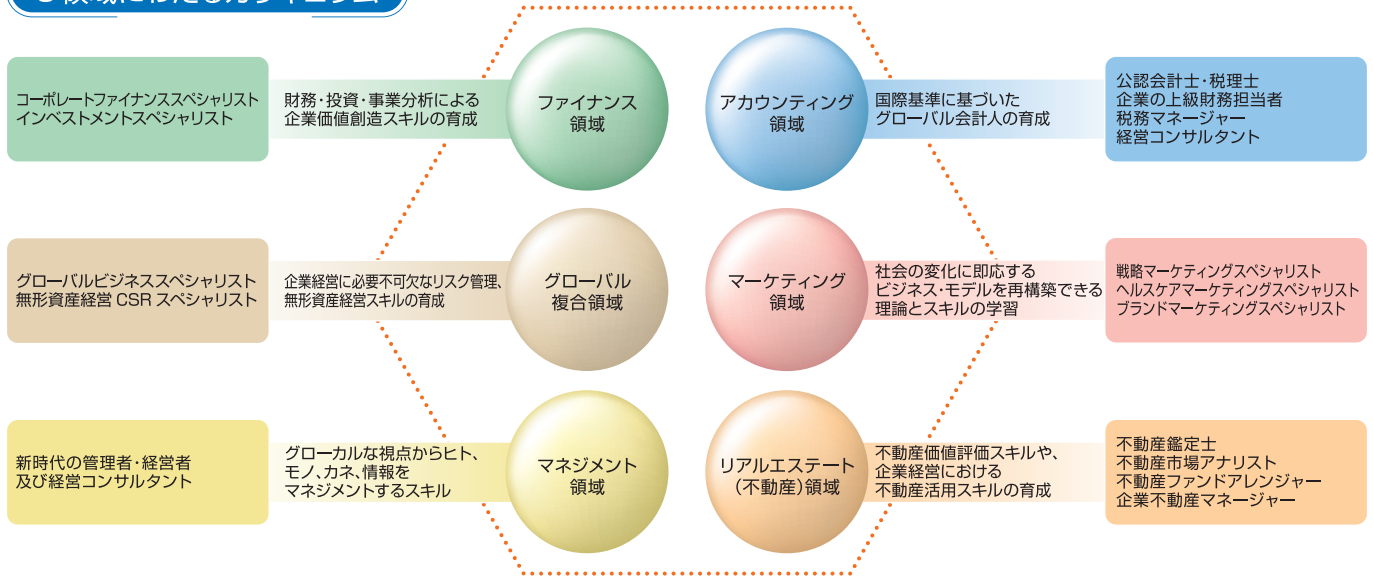 領域にわたるカリキュラム
コーポレートファイナンススペシャリスト
インベストメントスペシャリスト
財務・投資・事業分析による
企業価値創造スキルの育成
ファイナンス
領域
アカウンティング
領域
国際基準に基づいた
グローバル会計人の育成
公認会計士・税理士
企業の上級財務担当者
税務マネージャー
経営コンサルタント
グローバルビジネススペシャリスト
無形資産経営 CSR スペシャリスト
企業経営に必要不可欠なリスク管理、
無形資産経営スキルの育成
グローバル
複合領域
マーケティング
領域
社会の変化に即応する
ビジネス・モデルを再構築できる
理論とスキルの学習
戦略マーケティングスペシャリスト
ヘルスケアマーケティングスペシャリスト
ブランドマーケティングスペシャリスト
新時代の管理者・経営者
及び経営コンサルタント
グローカルな視点からヒト、
モノ、カネ、情報を
マネジメントするスキル
マネジメント
領域
リアルエステート
（不動産）領域
不動産価値評価スキルや、
企業経営における
不動産活用スキルの育成
不動産鑑定士
不動産市場アナリスト
不動産ファンドアレンジャー
企業不動産マネージャー